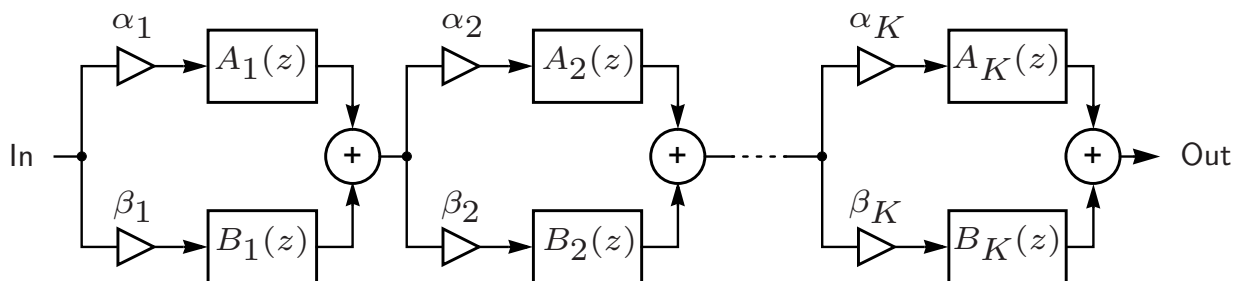 α1 α2 αK
A1(z) A2(z) AK(z)
In + + + Out
β1 β2 βK
B1(z) B2(z) BK(z)